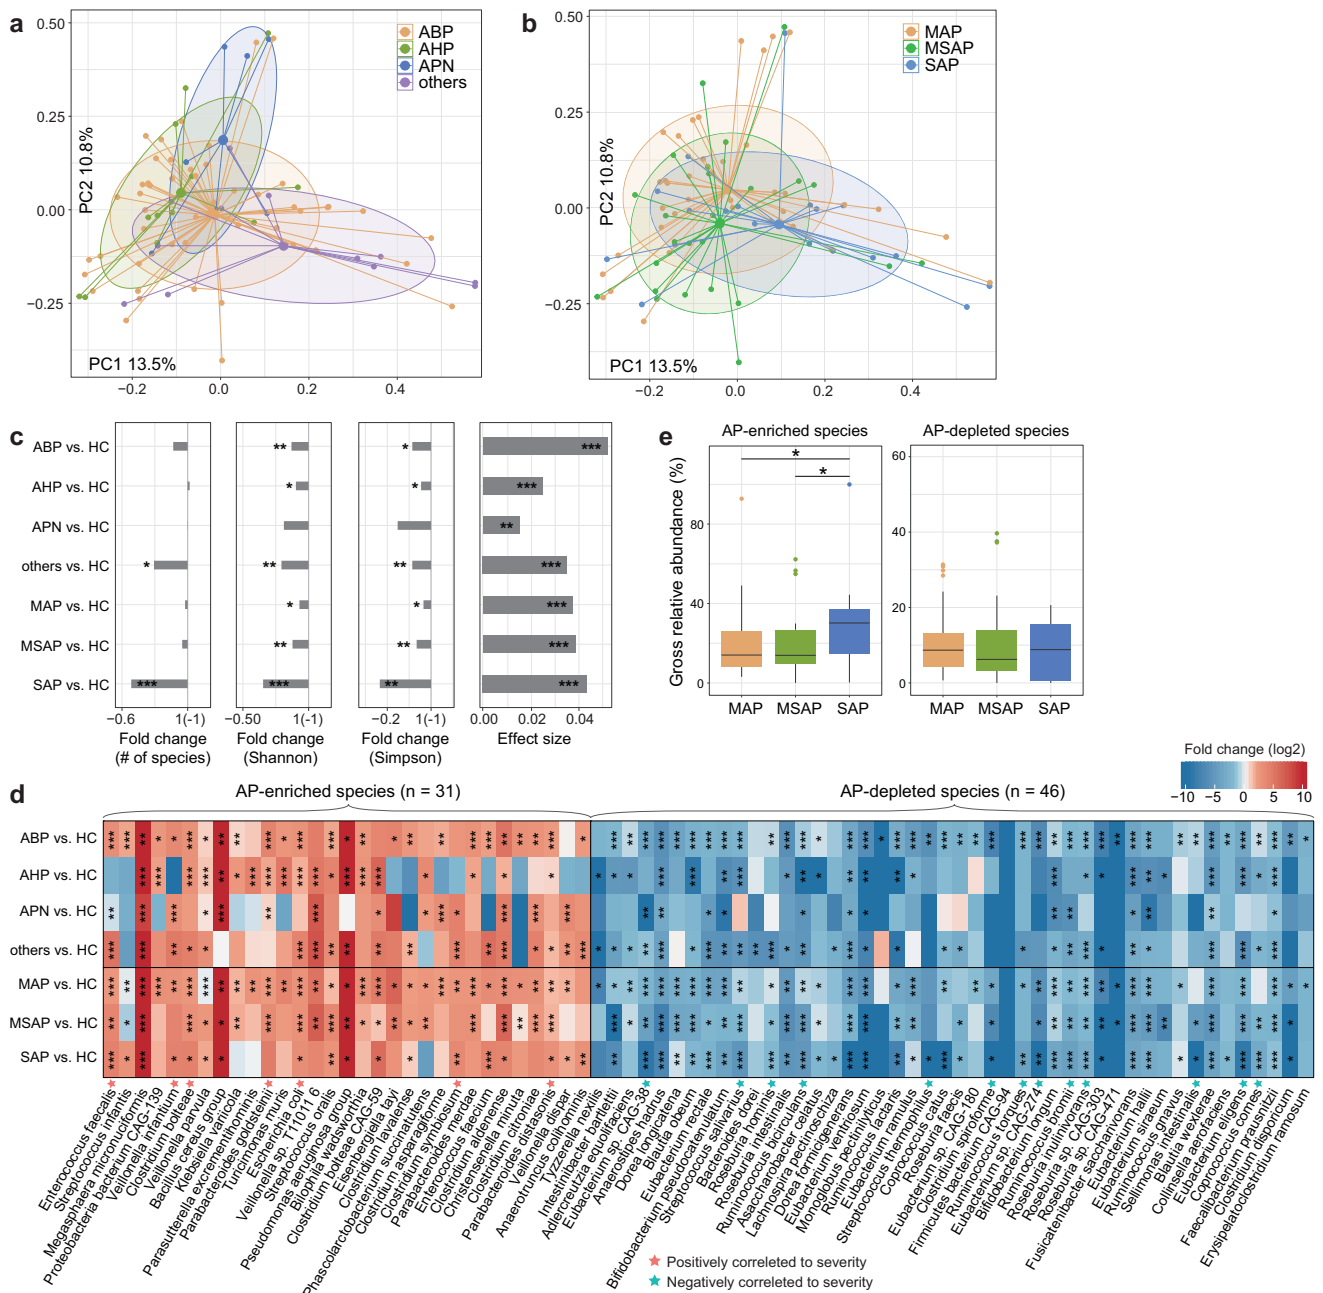 a
0.50
0.25
0.00
−0.25
PC2 10.8%
PC1 13.5%
−0.2
0.0
0.2
0.4
ABP
AHP
APN
others
b
0.50
0.25
0.00
−0.25
PC2 10.8%
PC1 13.5%
−0.2
0.0
0.2
0.4
MAP
MSAP
SAP
c
ABP vs. HC ** * ***
AHP vs. HC * * ***
APN vs. HC **
others vs. HC * ** ** ***
MAP vs. HC * * ***
MSAP vs. HC ** ** ***
SAP vs. HC *** *** ** ***
−0.6 1(-1) −0.50 1(-1) −0.2 1(-1) 0.00 0.02 0.04
Fold change
(# of species)
Fold change
(Shannon)
Fold change
(Simpson)
Effect size
e
AP-enriched species
AP-depleted species
Gross relative abundance (%)
*
*
80
40
0
MAP MSAP SAP
60
40
20
0
MAP MSAP SAP
Fold change (log2)
−10 −5 0 5 10
d
AP-enriched species (n = 31)
AP-depleted species (n = 46)
ABP vs. HC
AHP vs. HC
APN vs. HC
others vs. HC
MAP vs. HC
MSAP vs. HC
SAP vs. HC
Enterococcus faecalis
Streptococcus infantis
Megasphaera micronuciformis
Proteobacteria bacterium CAG-139
Veillonella infantium
Clostridium bolteae
Veillonella parvula
Bacillus cereus group
Klebsiella variicola
Parasutterella excrementihominis
Parabacteroides goldsteinii
Turicimonas muris
Escherichia coli
Veillonella sp. T11011 6
Streptococcus oralis
Pseudomonas aeruginosa group
Bilophila wadsworthia
Clostridium bolteae CAG-59
Eisenbergiella tayi
Clostridium lavalense
Phascolarctobacterium succinatutens
Clostridium asparagiforme
Clostridium symbiosum
Parabacteroides merdae
Enterococcus faecium
Clostridium aldenense
Christensenella minuta
Clostridium citroniae
Parabacteroides distasonis
Veillonella dispar
Anaerotruncus colihominis
Tyzzerella nexilis
Intestinibacter bartlettii
Adlercreutzia equolifaciens
Eubacterium sp. CAG-38
Anaerostipes hadrus
Dorea longicatena
Blautia obeum
Eubacterium rectale
Bifidobacterium pseudocatenulatum
Streptococcus salivarius
Bacteroides dorei
Roseburia hominis
Roseburia intestinalis
Ruminococcus bicirculans
Asaccharobacter celatus
Lachnospira pectinoschiza
Dorea formicigenerans
Eubacterium ventriosum
Monoglobus pectinilyticus
Ruminococcus lactaris
Eubacterium ramulus
Streptococcus thermophilus
Coprococcus catus
Roseburia faecis
Eubacterium sp. CAG-180
Clostridium spiroforme
Firmicutes bacterium CAG-94
Ruminococcus torques
Eubacterium sp. CAG-274
Bifidobacterium longum
Ruminococcus bromii
Roseburia inulinivorans
Roseburia sp. CAG-303
Roseburia sp. CAG-471
Fusicatenibacter saccharivorans
Eubacterium hallii
Eubacterium siraeum
Ruminococcus gnavus
Sellimonas intestinalis
Blautia wexlerae
Collinsella aerofaciens
Eubacterium eligens
Coprococcus comes
Faecalibacterium prausnitzii
Clostridium disporicum
Erysipelatoclostridium ramosum
Positively correleted to severity
Negatively correleted to severity